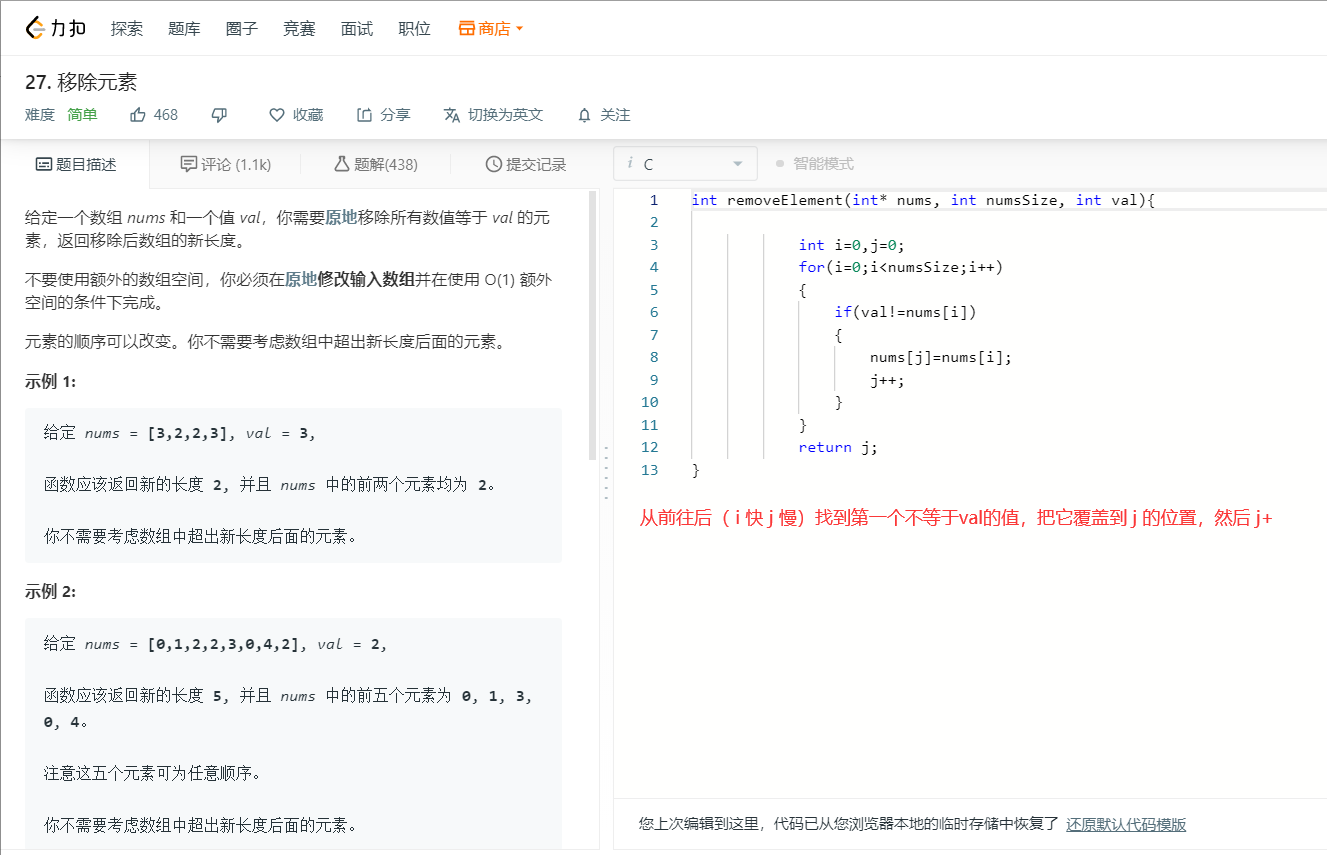 力扣 探索 题库 圈子 竞赛 面试 职位 商店
27. 移除元素
难度 简单 468 收藏 分享 切换为英文 关注
题目描述 评论 (1.1k) 题解(438) 提交记录
给定一个数组 nums 和一个值 val，你需要原地移除所有数值等于 val 的元
素，返回移除后数组的新长度。
不要使用额外的数组空间，你必须在原地修改输入数组并在使用 O(1) 额外
空间的条件下完成。
元素的顺序可以改变。你不需要考虑数组中超出新长度后面的元素。
示例 1:
给定 nums = [3,2,2,3], val = 3,
函数应该返回新的长度 2, 并且 nums 中的前两个元素均为 2。
你不需要考虑数组中超出新长度后面的元素。
示例 2:
给定 nums = [0,1,2,2,3,0,4,2], val = 2,
函数应该返回新的长度 5, 并且 nums 中的前五个元素为 0, 1, 3,
0, 4。
注意这五个元素可为任意顺序。
你不需要考虑数组中超出新长度后面的元素。
i C 智能模式
1 int removeElement(int* nums, int numsSize, int val){
2
3 int i=0,j=0;
4 for(i=0;i<numsSize;i++)
5 {
6 if(val!=nums[i])
7 {
8 nums[j]=nums[i];
9 j++;
10 }
11 }
12 return j;
13 }
从前往后（ i 快 j 慢）找到第一个不等于val的值，把它覆盖到 j 的位置，然后 j+
您上次编辑到这里，代码已从您浏览器本地的临时存储中恢复了 还原默认代码模版